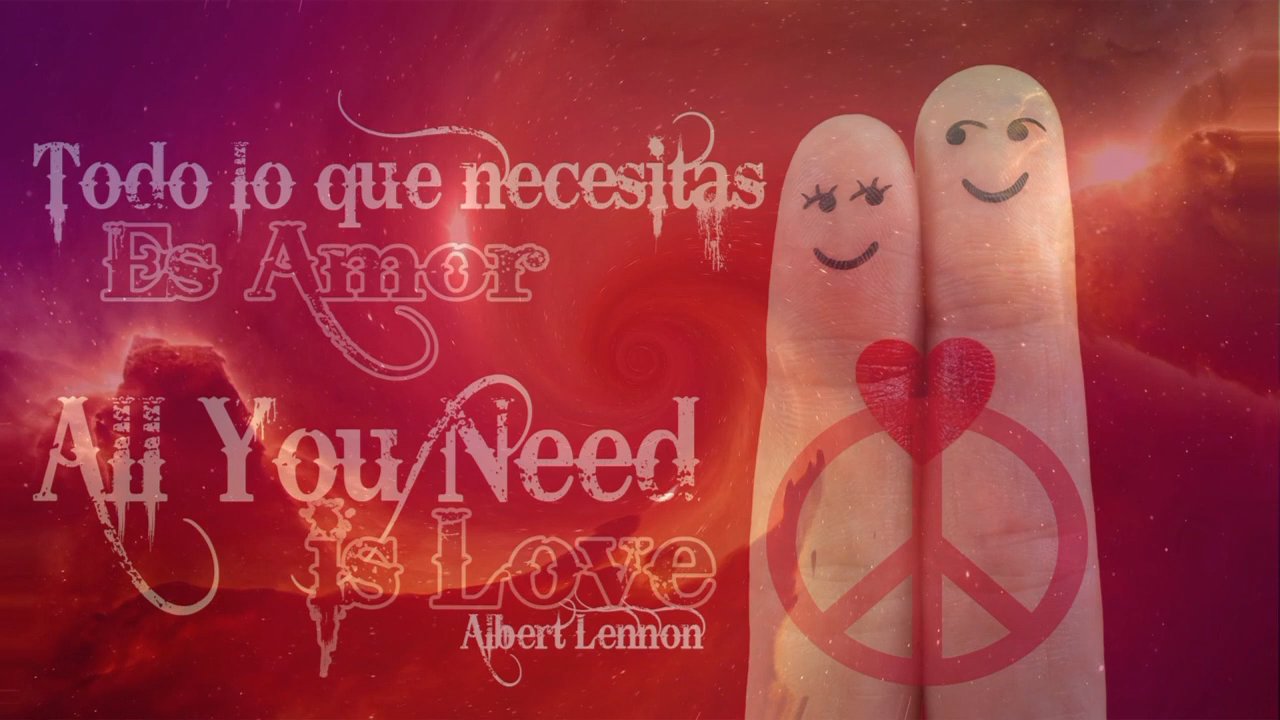 Todo lo que necesitas
Es Amor
All You Need
is Love
Albert Lennon